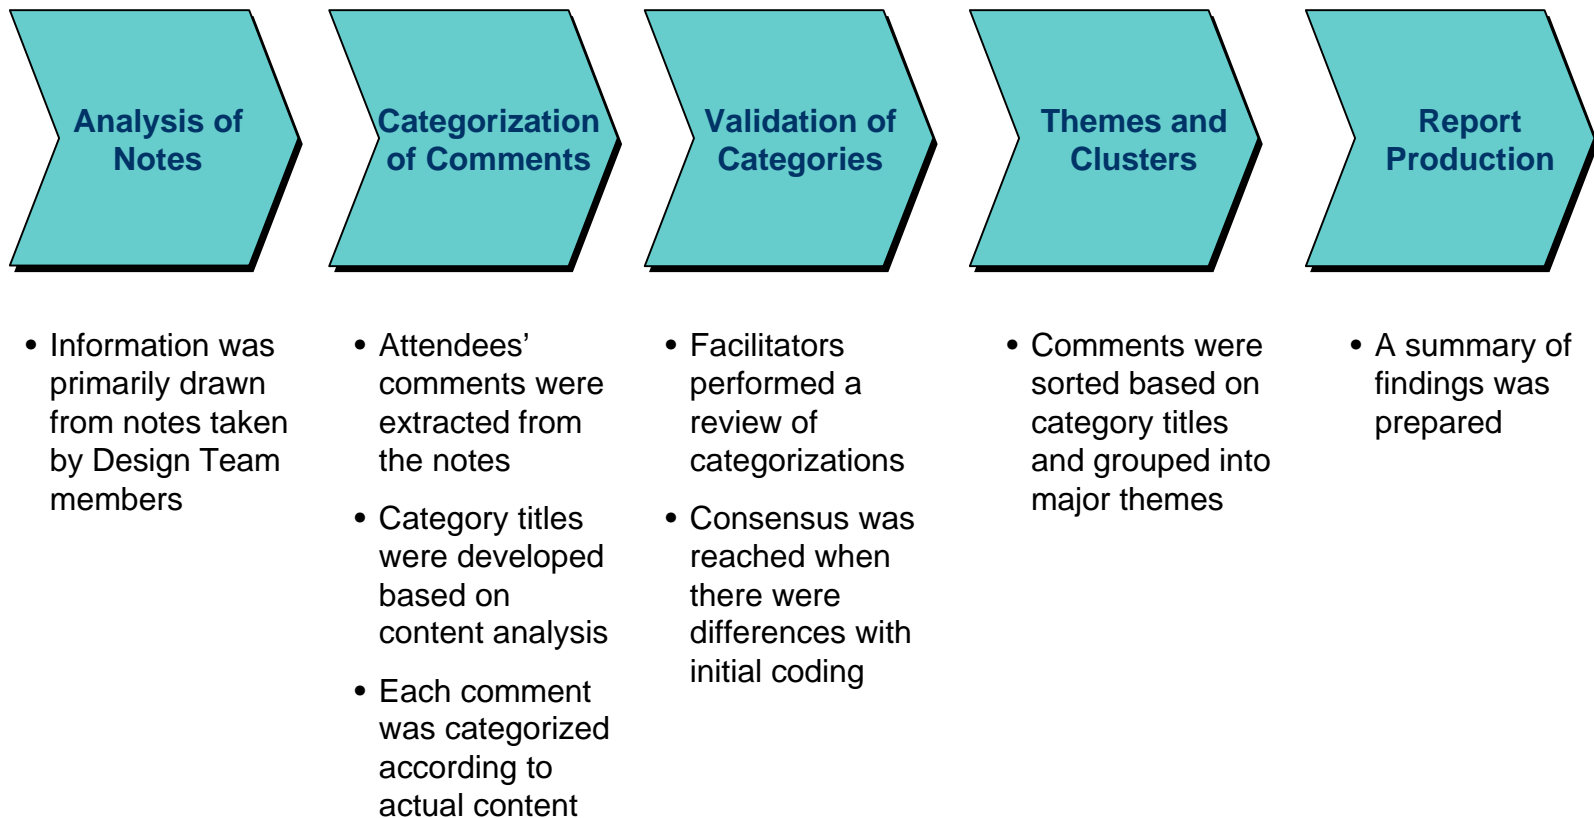 Analysis of
Notes
Categorization
of Comments
Validation of
Categories
Themes and
Clusters
Report
Production
• Information was
primarily drawn
from notes taken
by Design Team
members
• Attendees’
comments were
extracted from
the notes
• Category titles
were developed
based on
content analysis
• Each comment
was categorized
according to
actual content
• Facilitators
performed a
review of
categorizations
• Consensus was
reached when
there were
differences with
initial coding
• Comments were
sorted based on
category titles
and grouped into
major themes
• A summary of
findings was
prepared